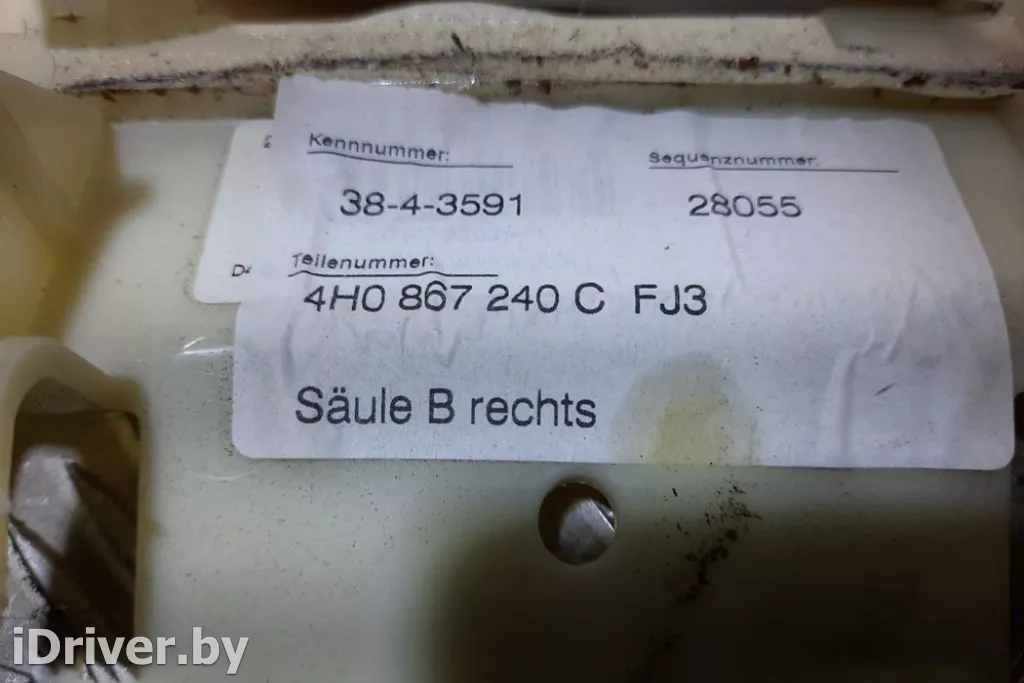 Kennnummer:
Sequenznummer:
38-4-3591
28055
Teilenummer:
4H0 867 240 C FJ3
Säule B rechts
iDriver.by